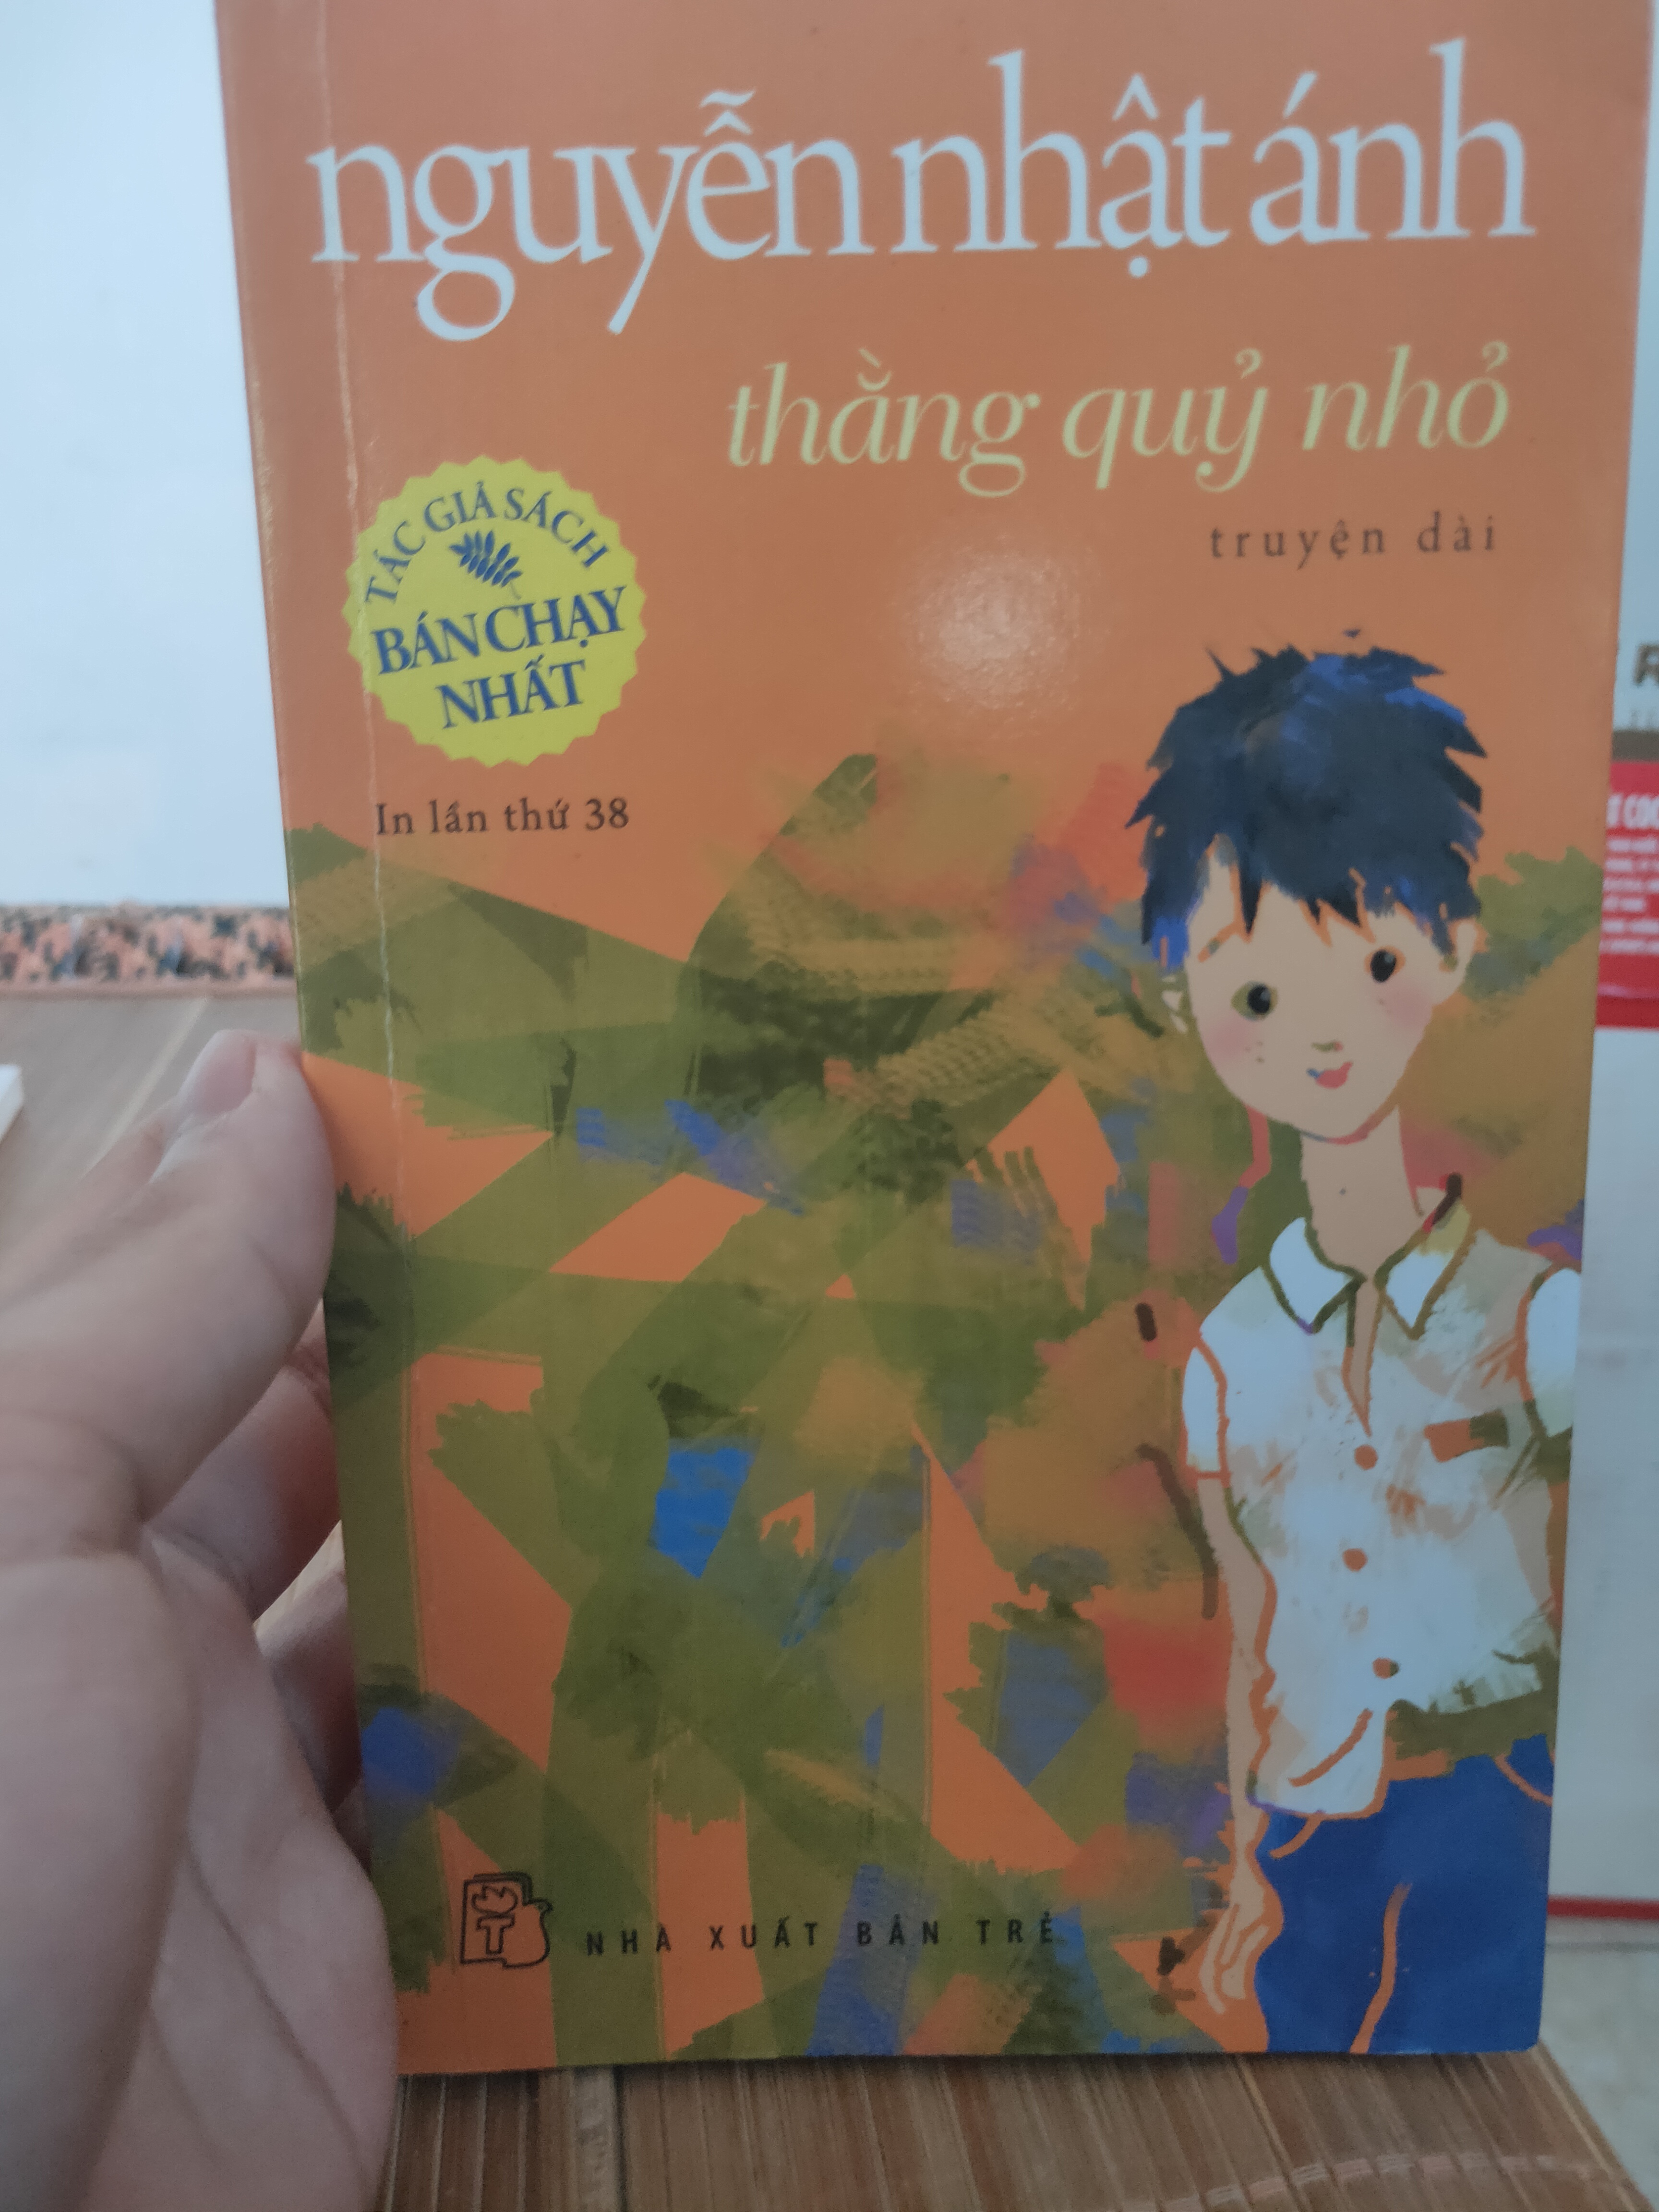 nguyễn nhật ánh
thằng quỷ nhỏ
truyện dài
TÁC GIẢ SÁCH
BÁN CHẠY
NHẤT
In lần thứ 38
NHÀ XUẤT BẢN TRẺ